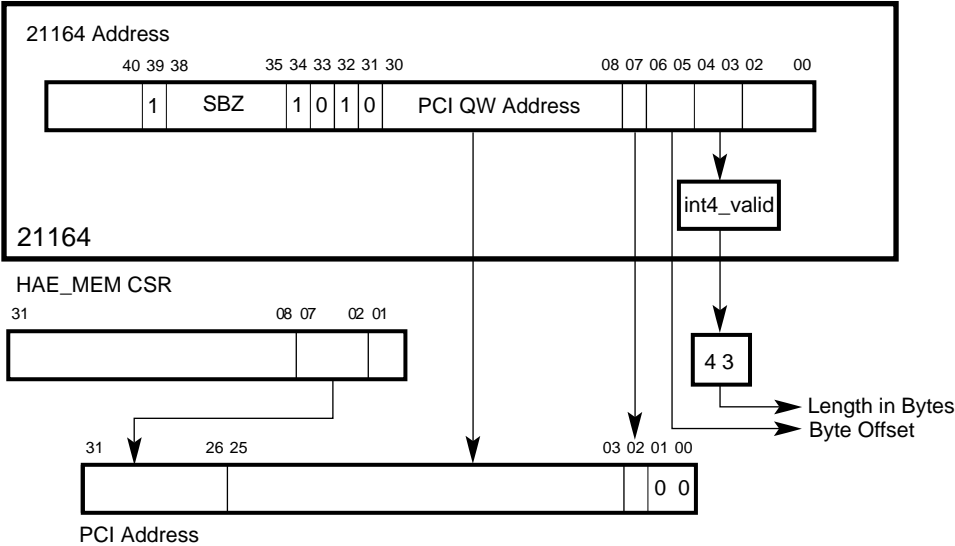 21164 Address
40 39 38 35 34 33 32 31 30 08 07 06 05 04 03 02 00
1 SBZ 1 0 1 0 PCI QW Address
int4_valid
21164
HAE_MEM CSR
31 08 07 02 01
4 3
Length in Bytes
Byte Offset
31 26 25 03 02 01 00
0 0
PCI Address